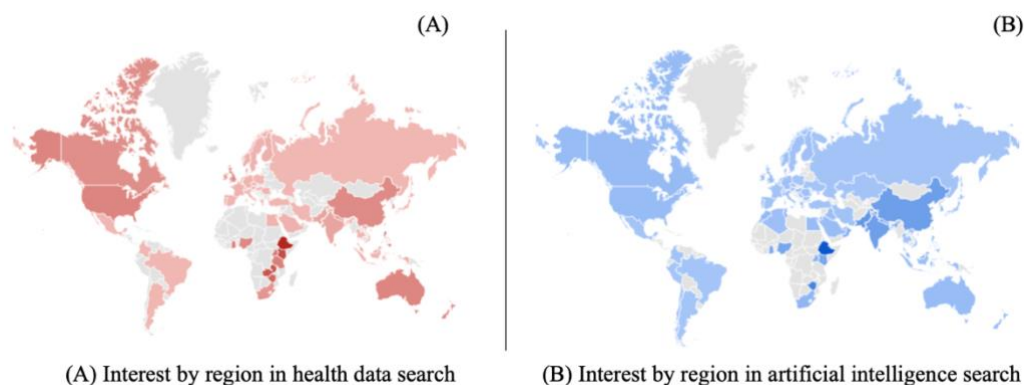 (A)
(B)
(A) Interest by region in health data search
(B) Interest by region in artificial intelligence search